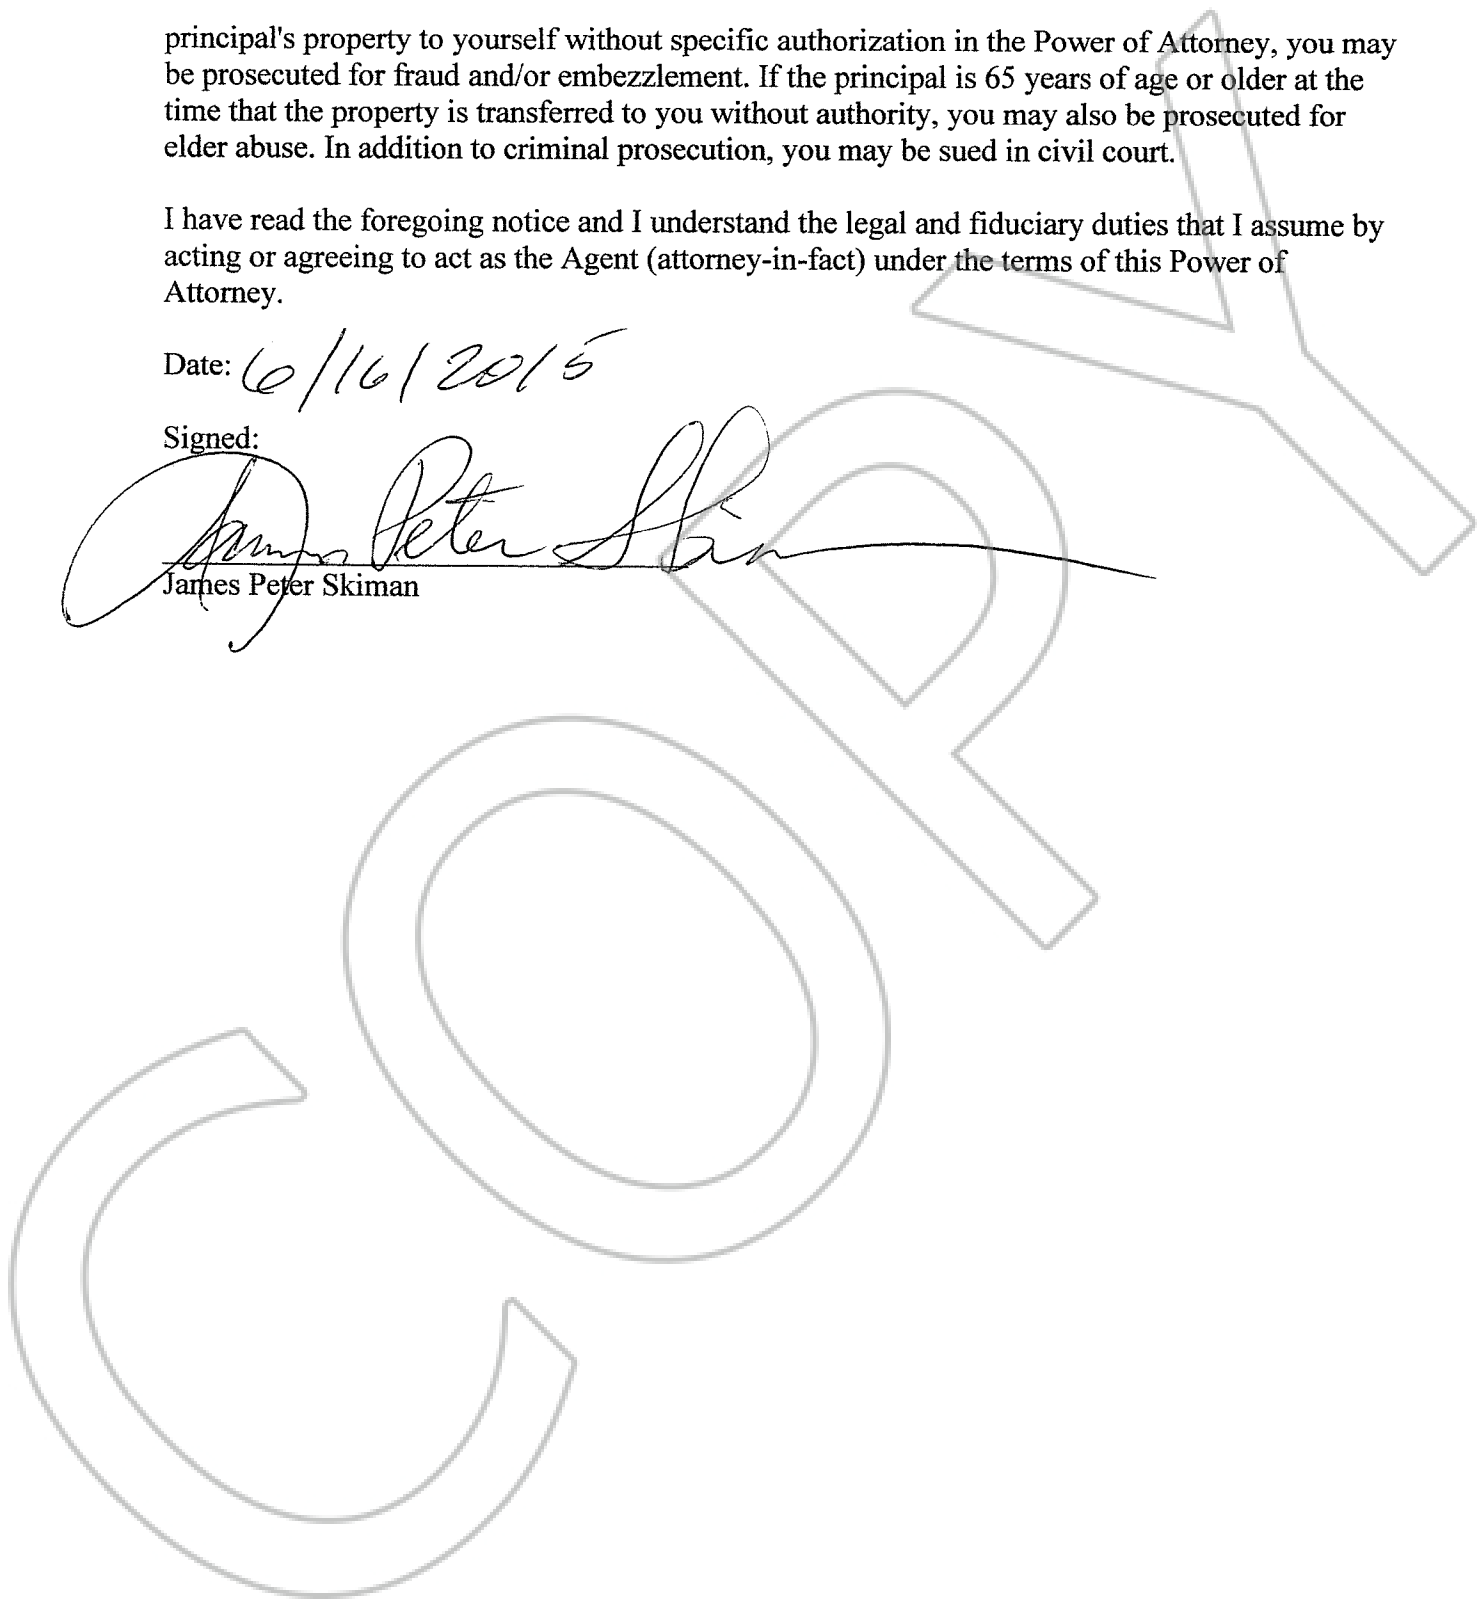 principal's property to yourself without specific authorization in the Power of Attorney, you may
be prosecuted for fraud and/or embezzlement. If the principal is 65 years of age or older at the
time that the property is transferred to you without authority, you may also be prosecuted for
elder abuse. In addition to criminal prosecution, you may be sued in civil court.
I have read the foregoing notice and I understand the legal and fiduciary duties that I assume by
acting or agreeing to act as the Agent (attorney-in-fact) under the terms of this Power of
Attorney.
Date: 6/16/2015
Signed:
James Peter Skiman
James Peter Skiman
COPY